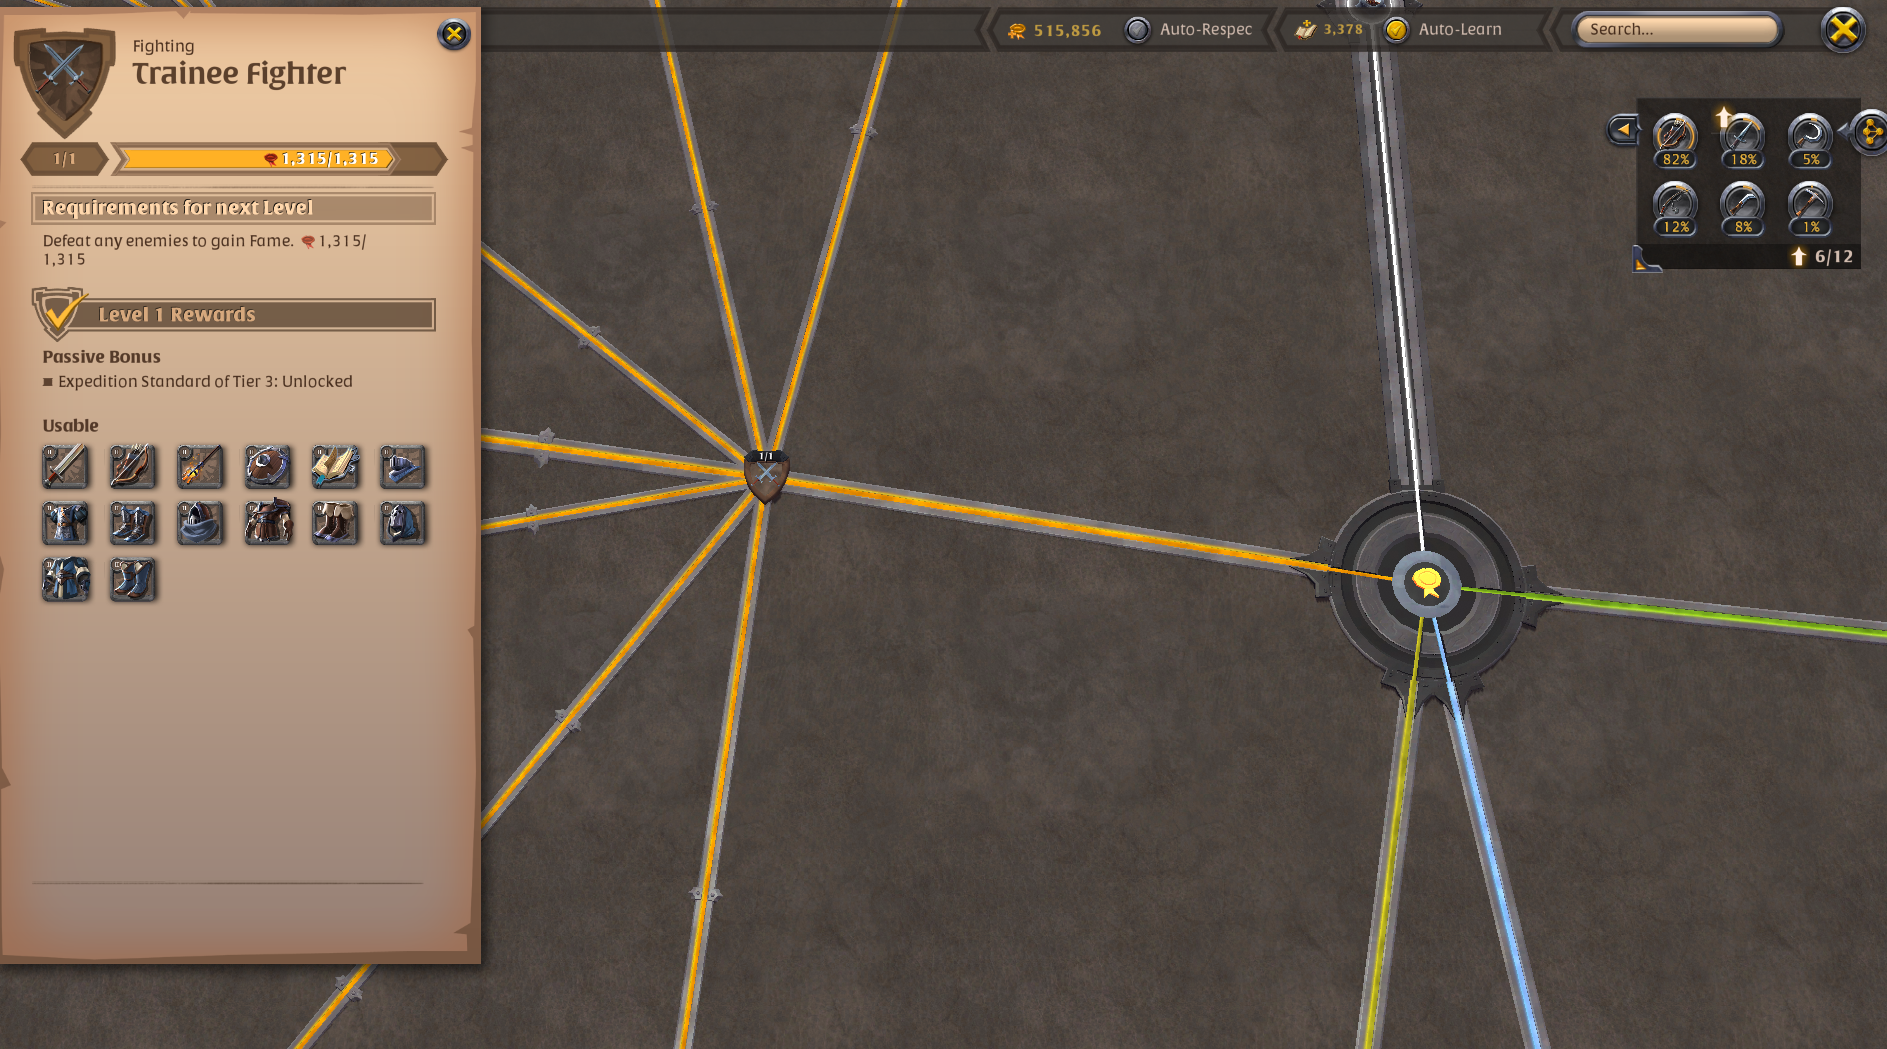 Fighting
Trainee Fighter
1/1
1,315/1,315
Requirements for next Level
Defeat any enemies to gain Fame. 1,315/
1,315
Level 1 Rewards
Passive Bonus
Expedition Standard of Tier 3: Unlocked
Usable
515,856
Auto-Respec
3,378
Auto-Learn
Search...
82%
18%
5%
12%
8%
1%
6/12
1/1